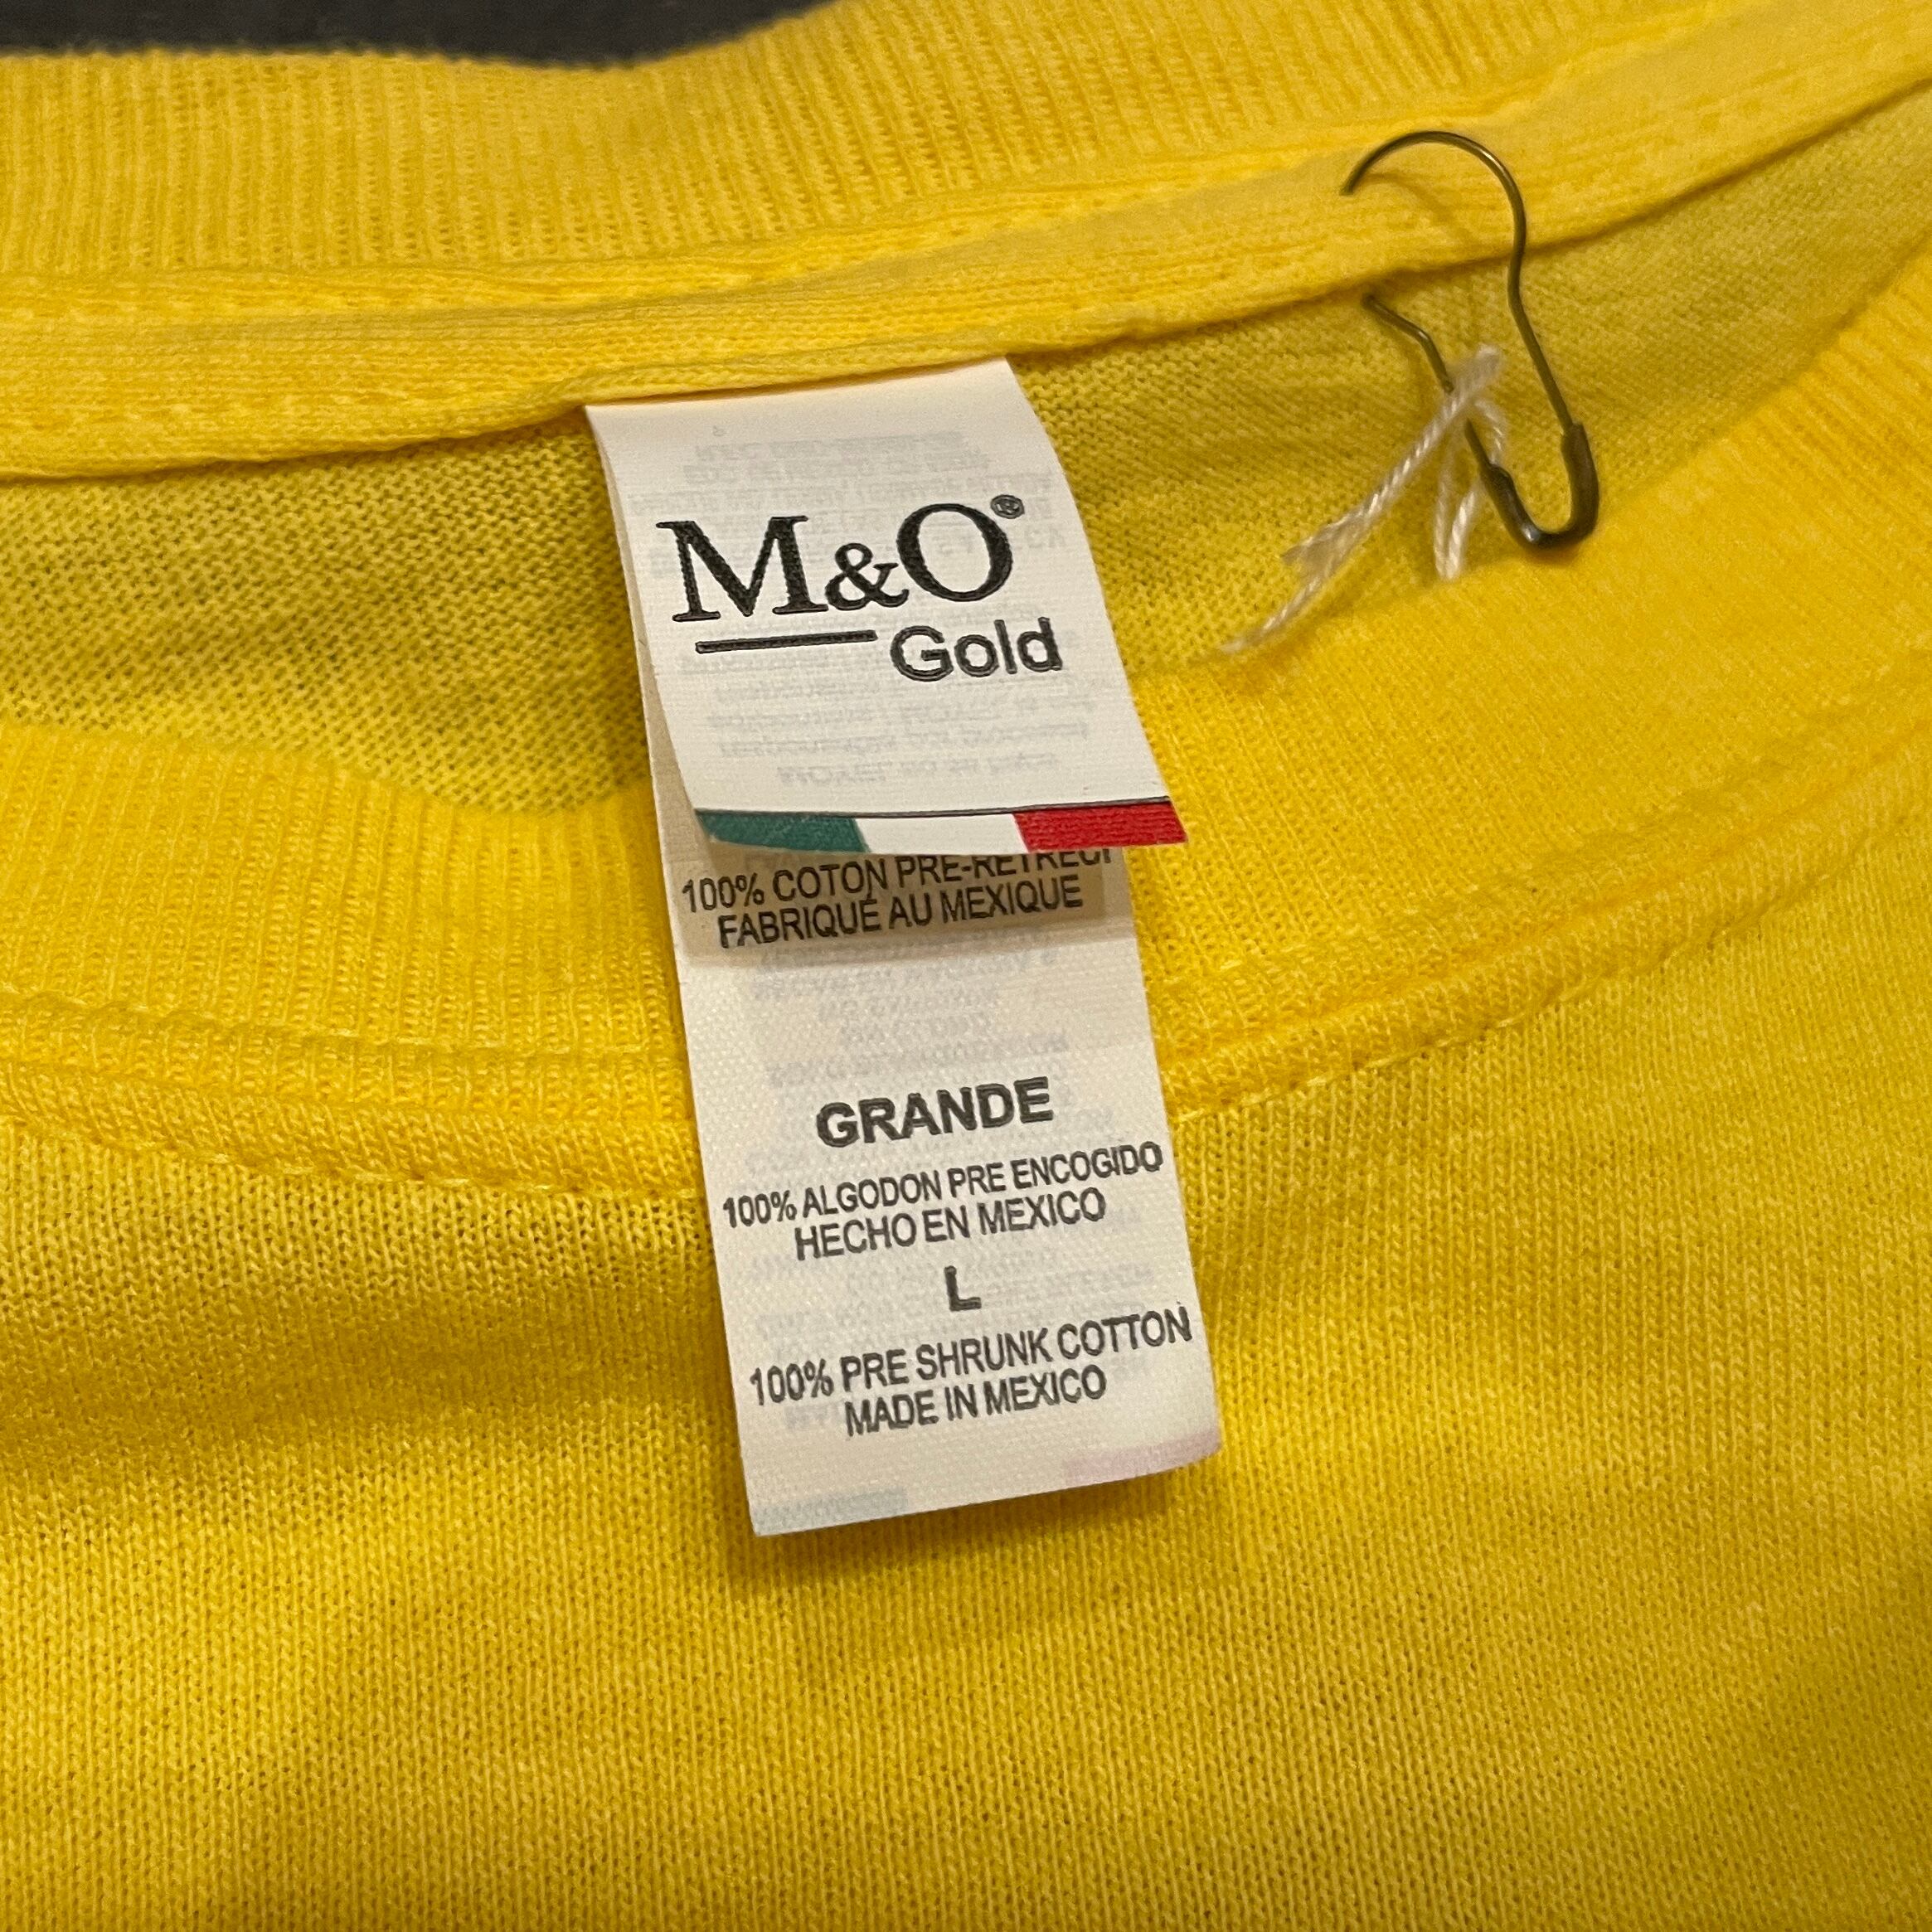 M&O®
Gold
100% COTON PRE-RETRECI
FABRIQUÉ AU MEXIQUE
GRANDE
100% ALGODON PRE ENCOGIDO
HECHO EN MEXICO
L
100% PRE SHRUNK COTTON
MADE IN MEXICO